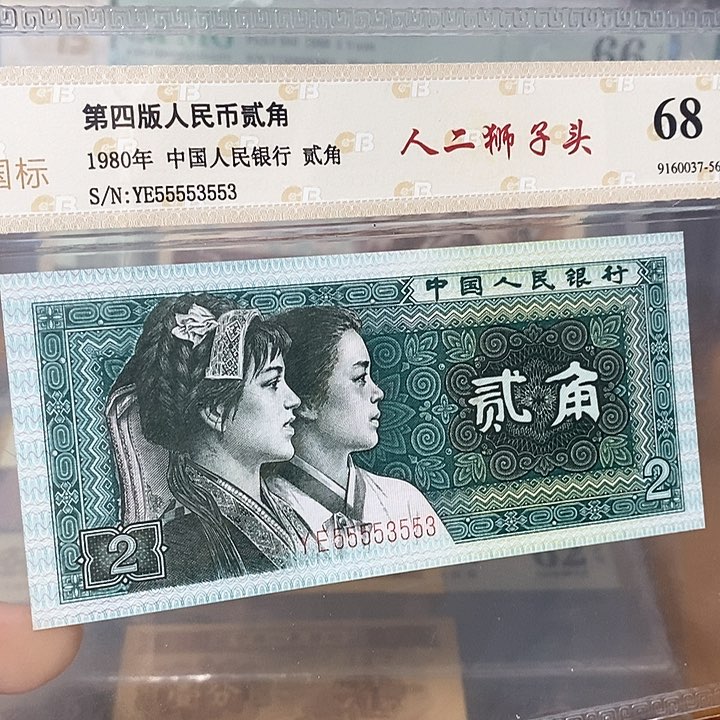 66
国标
第四版人民币贰角
1980年 中国人民银行 贰角
S/N:YE55553553
人二狮子头
68
9160037-56
中国人民银行
贰角
2
2
YE55553553
62